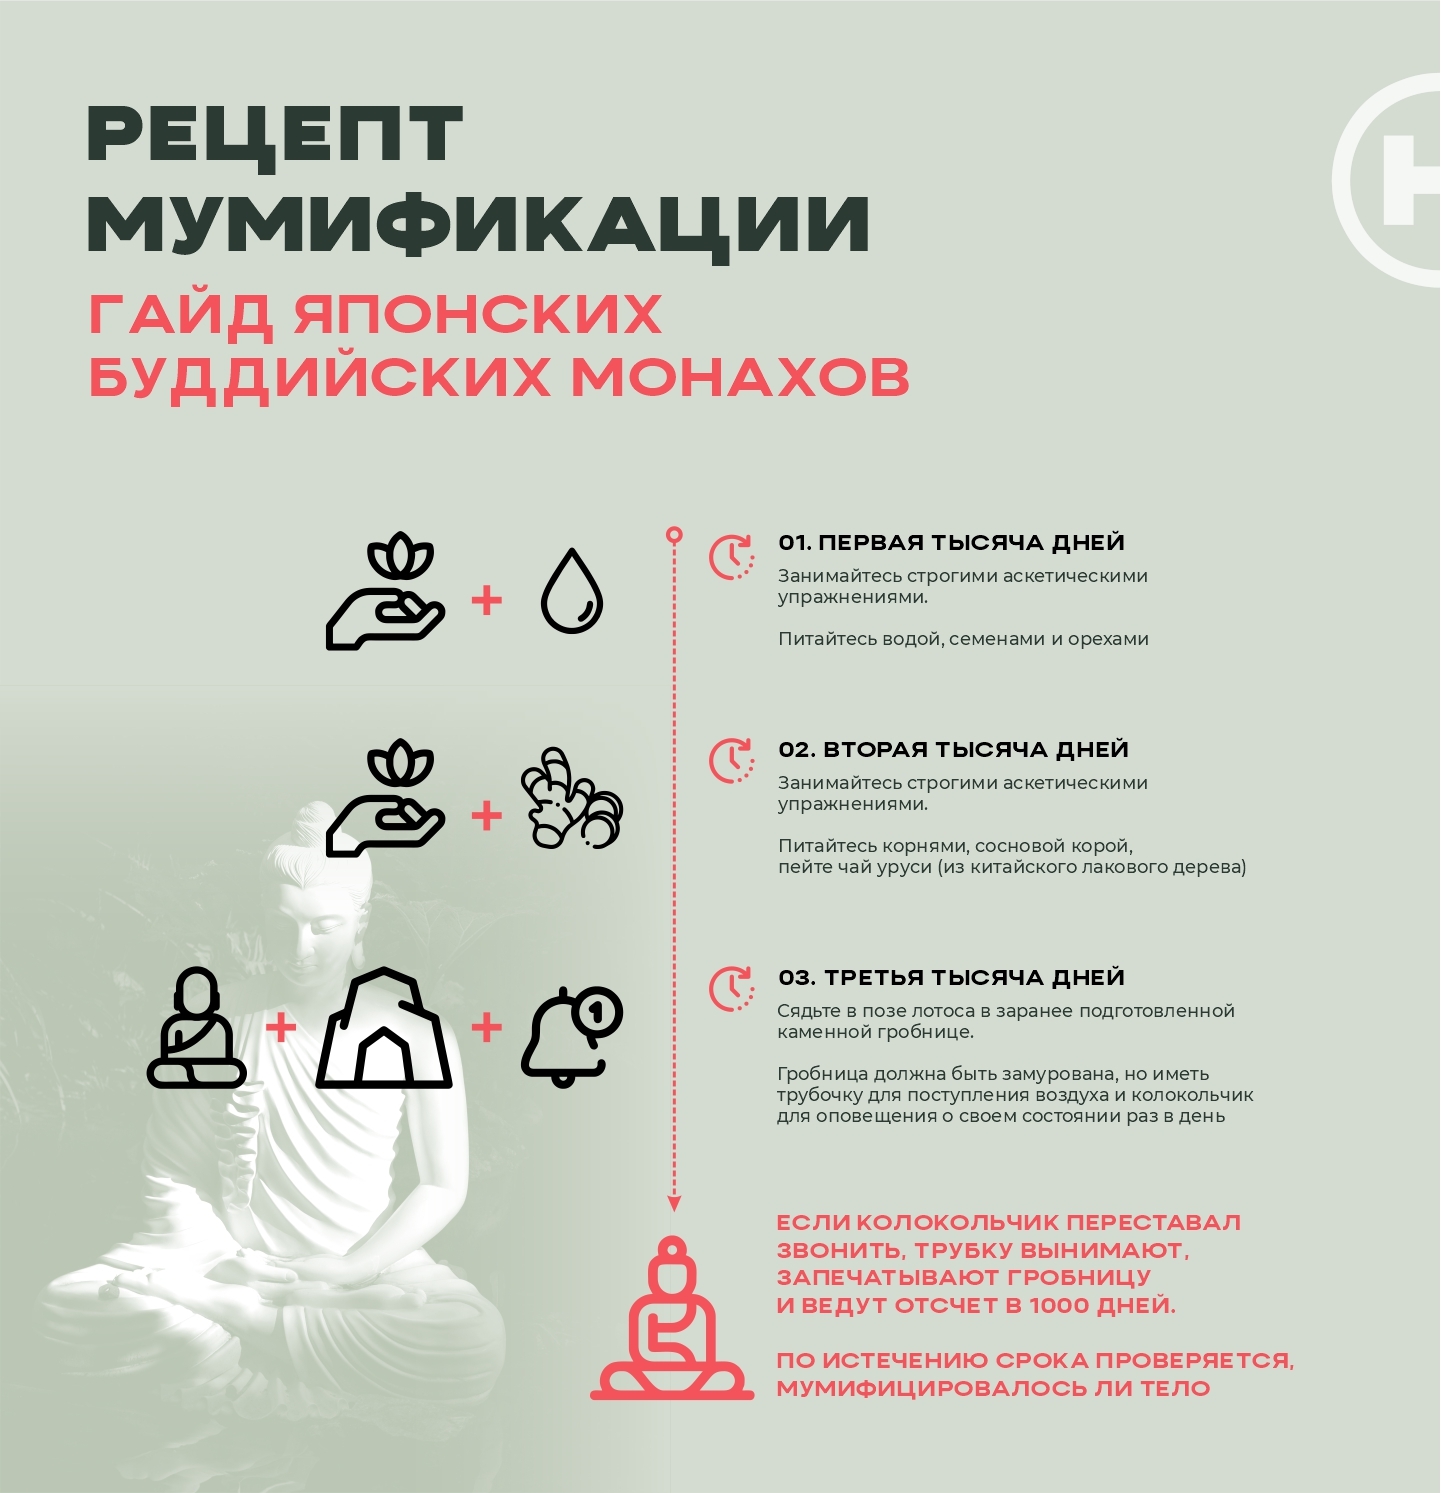 РЕЦЕПТ
МУМИФИКАЦИИ
ГАЙД ЯПОНСКИХ
БУДДИЙСКИХ МОНАХОВ
01. ПЕРВАЯ ТЫСЯЧА ДНЕЙ
Занимайтесь строгими аскетическими
упражнениями.
Питайтесь водой, семенами и орехами
02. ВТОРАЯ ТЫСЯЧА ДНЕЙ
Занимайтесь строгими аскетическими
упражнениями.
Питайтесь корнями, сосновой корой,
пейте чай уруси (из китайского лакового дерева)
1
03. ТРЕТЬЯ ТЫСЯЧА ДНЕЙ
Сядьте в позе лотоса в заранее подготовленной
каменной гробнице.
Гробница должна быть замурована, но иметь
трубочку для поступления воздуха и колокольчик
для оповещения о своем состоянии раз в день
ЕСЛИ КОЛОКОЛЬЧИК ПЕРЕСТАВАЛ
ЗВОНИТЬ, ТРУБКУ ВЫНИМАЮТ,
ЗАПЕЧАТЫВАЮТ ГРОБНИЦУ
И ВЕДУТ ОТСЧЕТ В 1000 ДНЕЙ.
ПО ИСТЕЧЕНИЮ СРОКА ПРОВЕРЯЕТСЯ,
МУМИФИЦИРОВАЛОСЬ ЛИ ТЕЛО